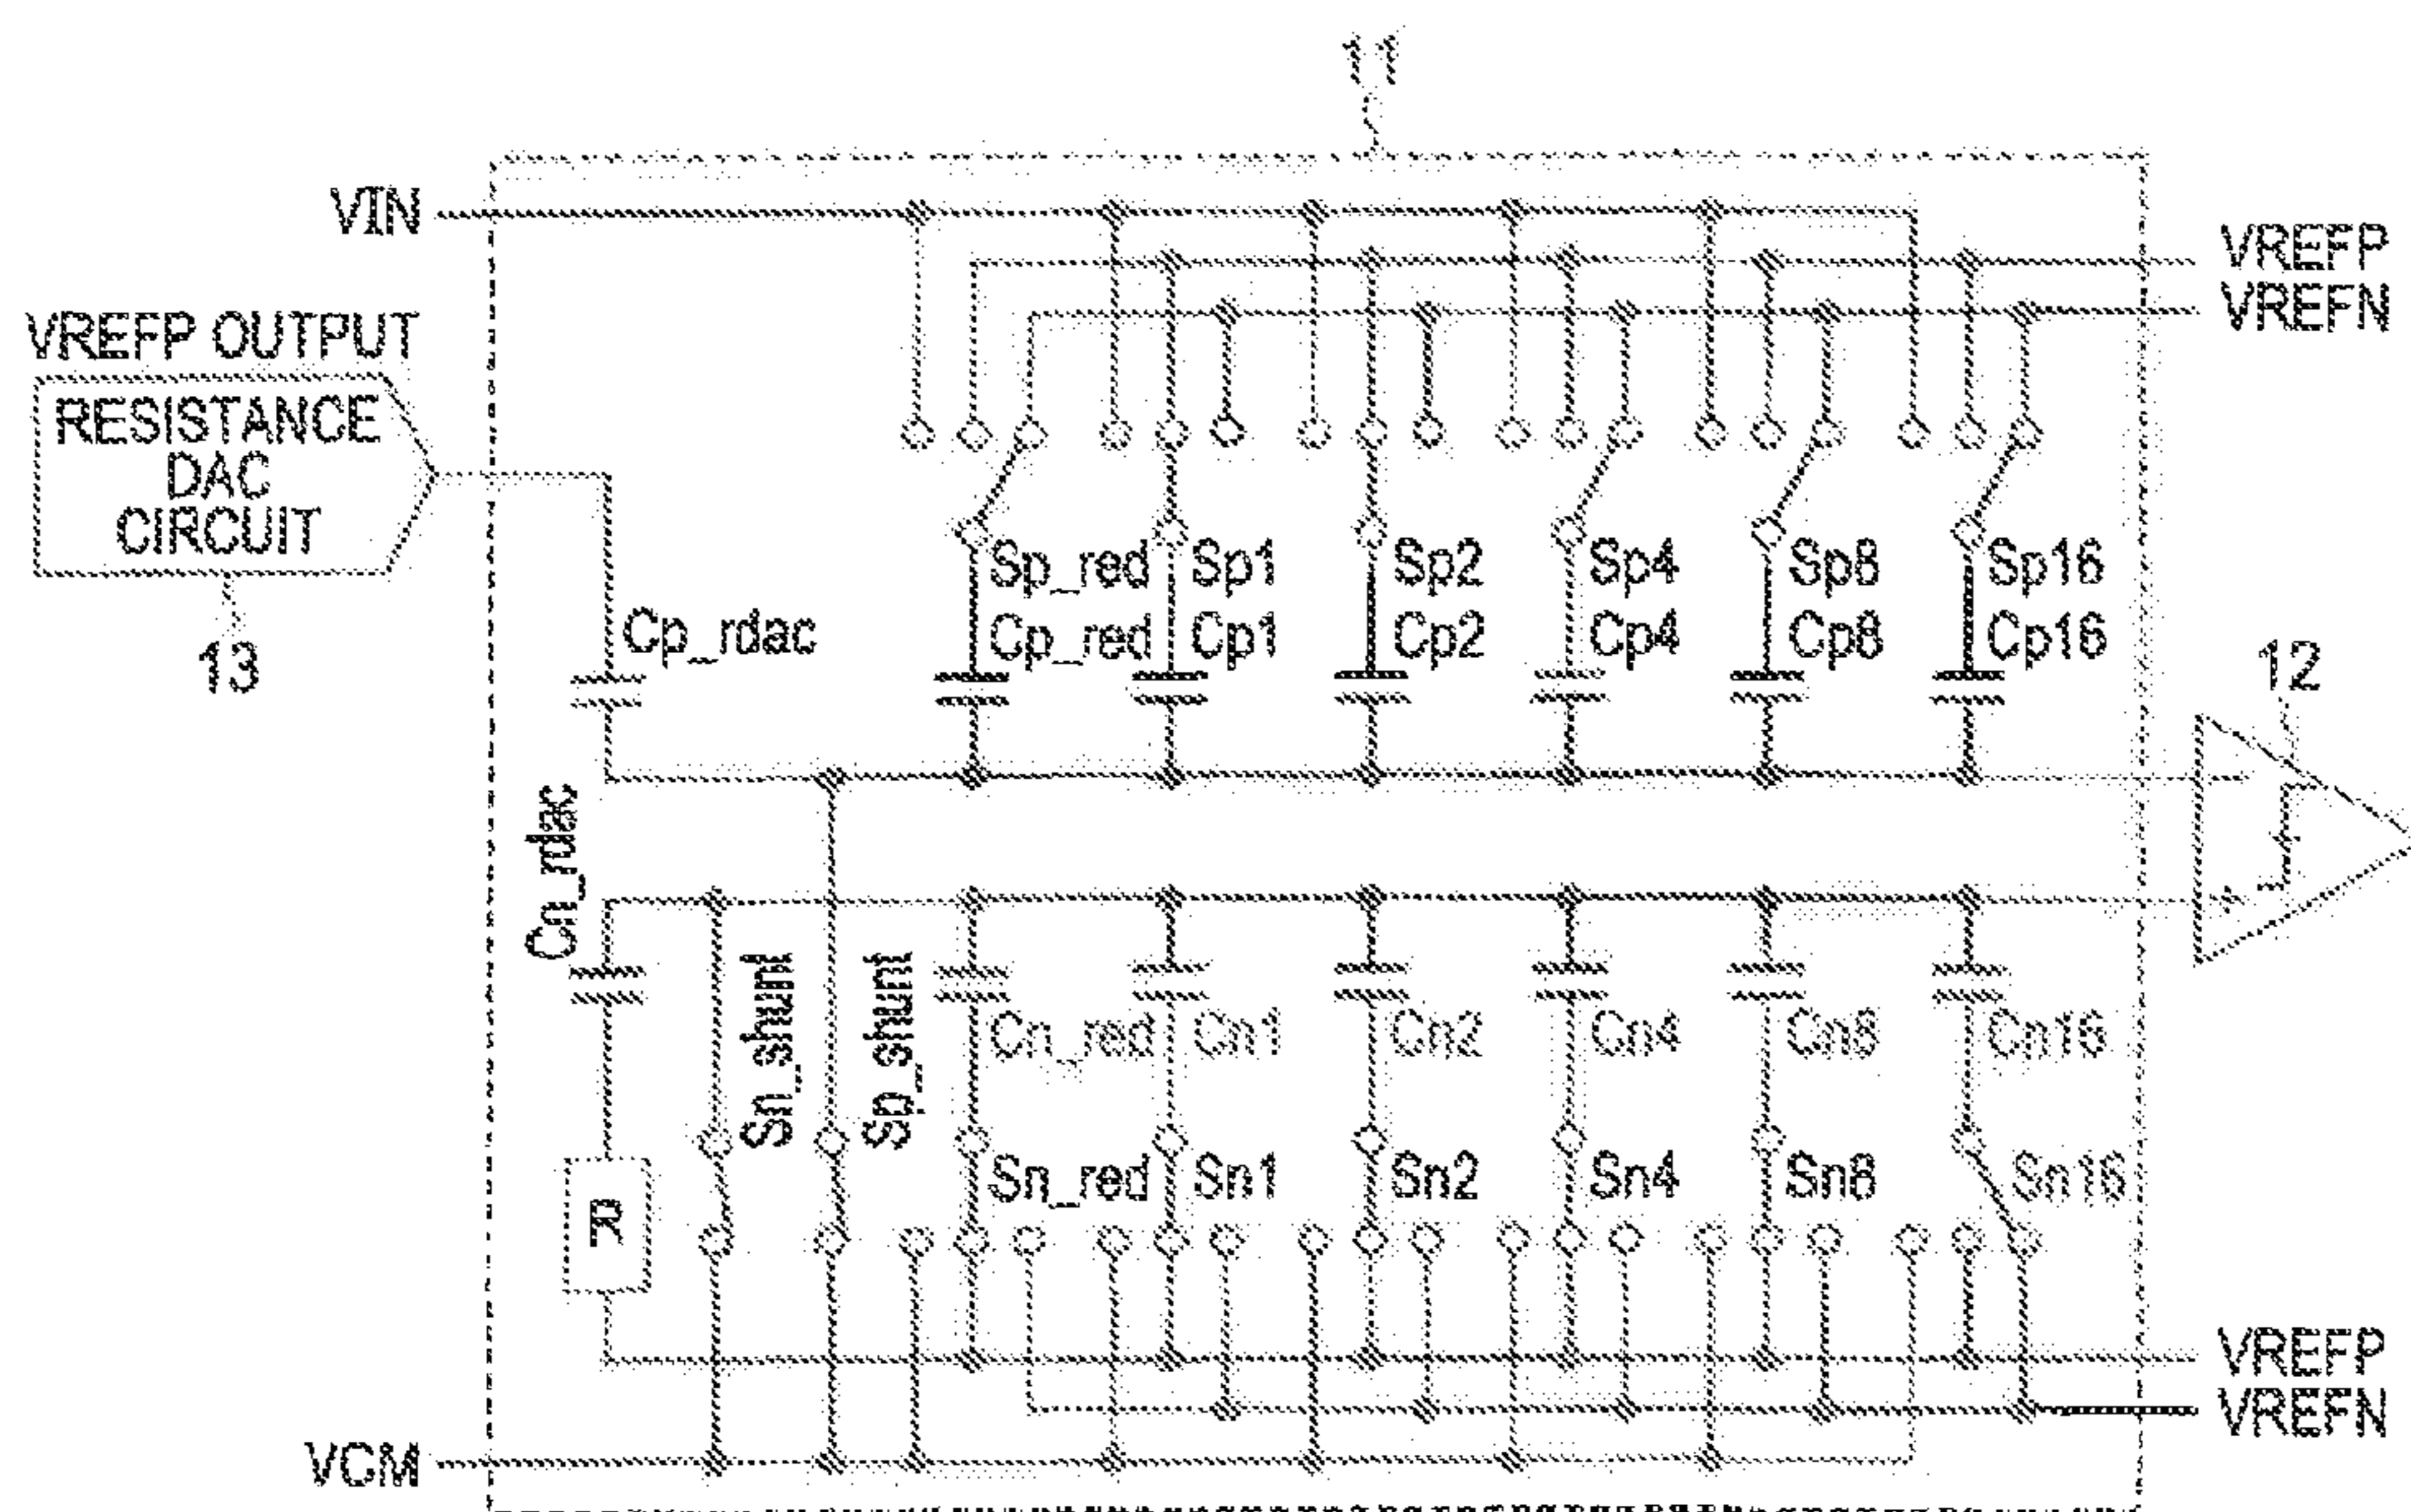 11
VIN
VREFP
VREFN
VREFP OUTPUT
RESISTANCE
DAC
CIRCUIT
13
Sp_red Sp1 Sp2 Sp4 Sp8 Sp16
Cp_rdac Cp_red Cp1 Cp2 Cp4 Cp8 Cp16
12
Cn_rdac
Sn_shunt
Sp_shunt
Cn_red Cn1 Cn2 Cn4 Cn8 Cn16
Sn_red Sn1 Sn2 Sn4 Sn8 Sn16
R
VREFP
VREFN
VCM